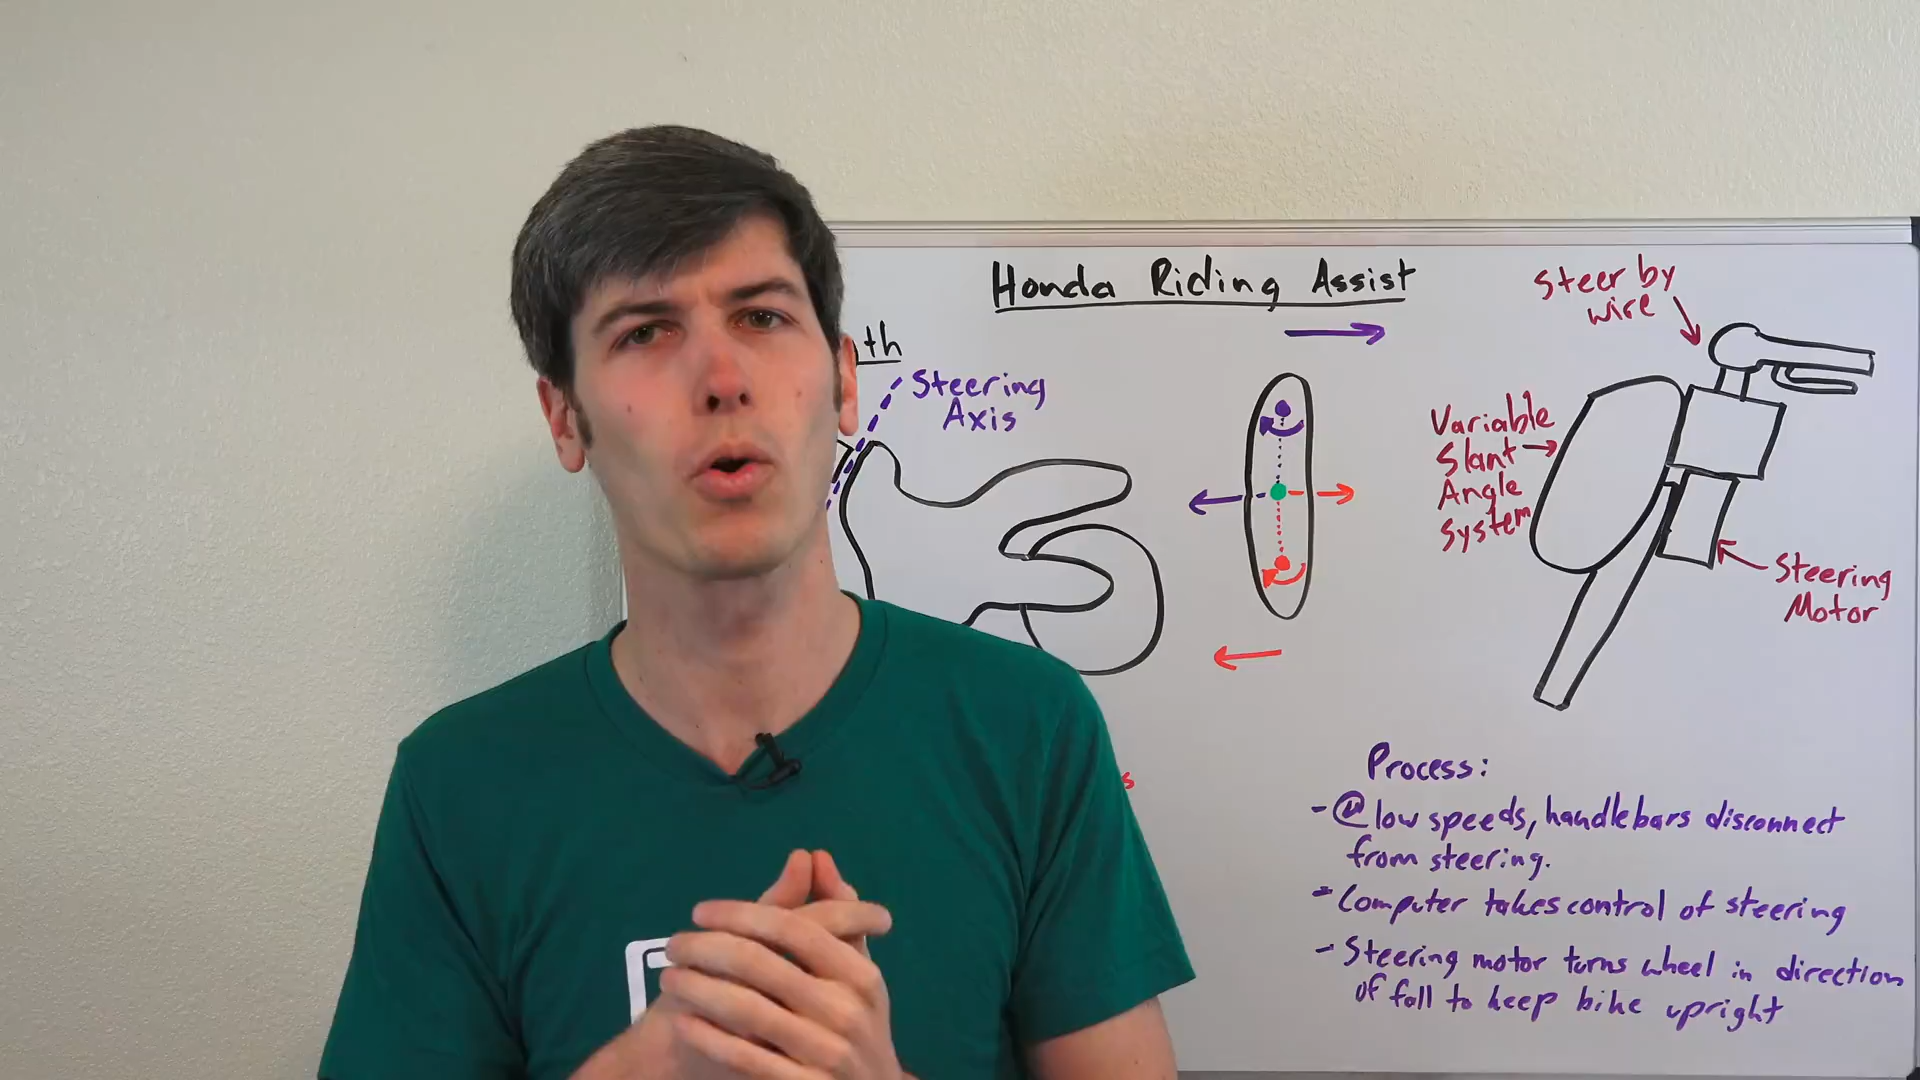 Honda Riding Assist
Steering
Axis
Steer by
wire
Variable
Slant
Angle
System
Steering
Motor
Process:
- @ low speeds, handlebars disconnect
from steering.
- Computer takes control of steering
- Steering motor turns wheel in direction
of fall to keep bike upright